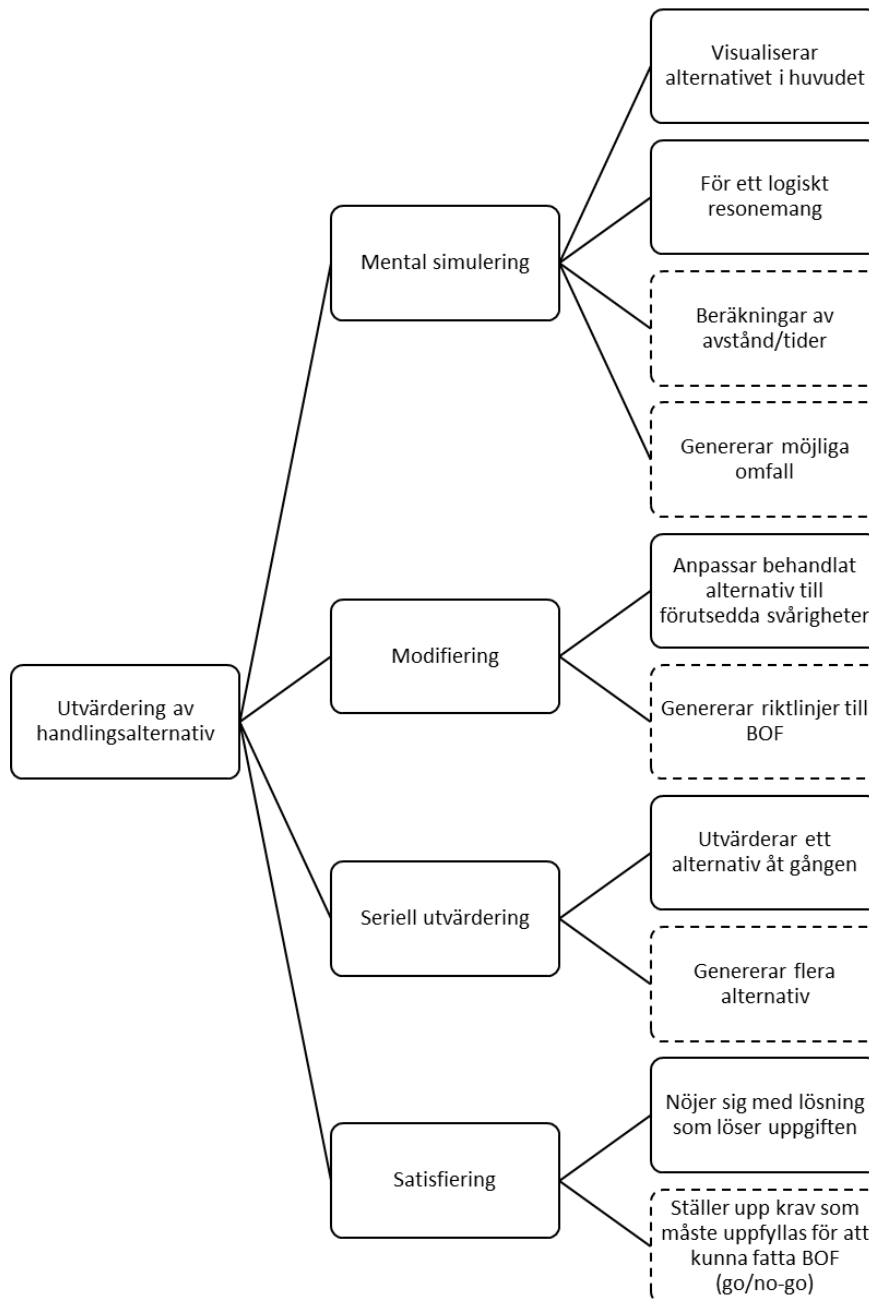 Visualiserar
alternativet i huvudet
För ett logiskt
resonemang
Mental simulering
Beräkningar av
avstånd/tider
Genererar möjliga
omfall
Anpassar behandlat
alternativ till
förutsedda svårigheter
Modifiering
Genererar riktlinjer till
BOF
Utvärdering av
handlingsalternativ
Utvärderar ett
alternativ åt gången
Seriell utvärdering
Genererar flera
alternativ
Nöjer sig med lösning
som löser uppgiften
Satisfiering
Ställer upp krav som
måste uppfyllas för att
kunna fatta BOF
(go/no-go)